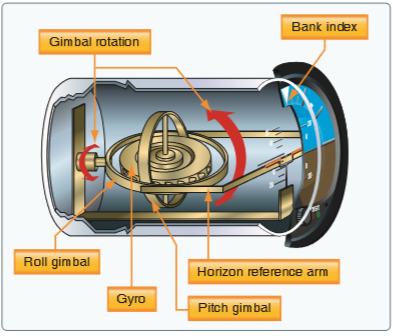 Bank index
Gimbal rotation
Roll gimbal
Horizon reference arm
Gyro
Pitch gimbal